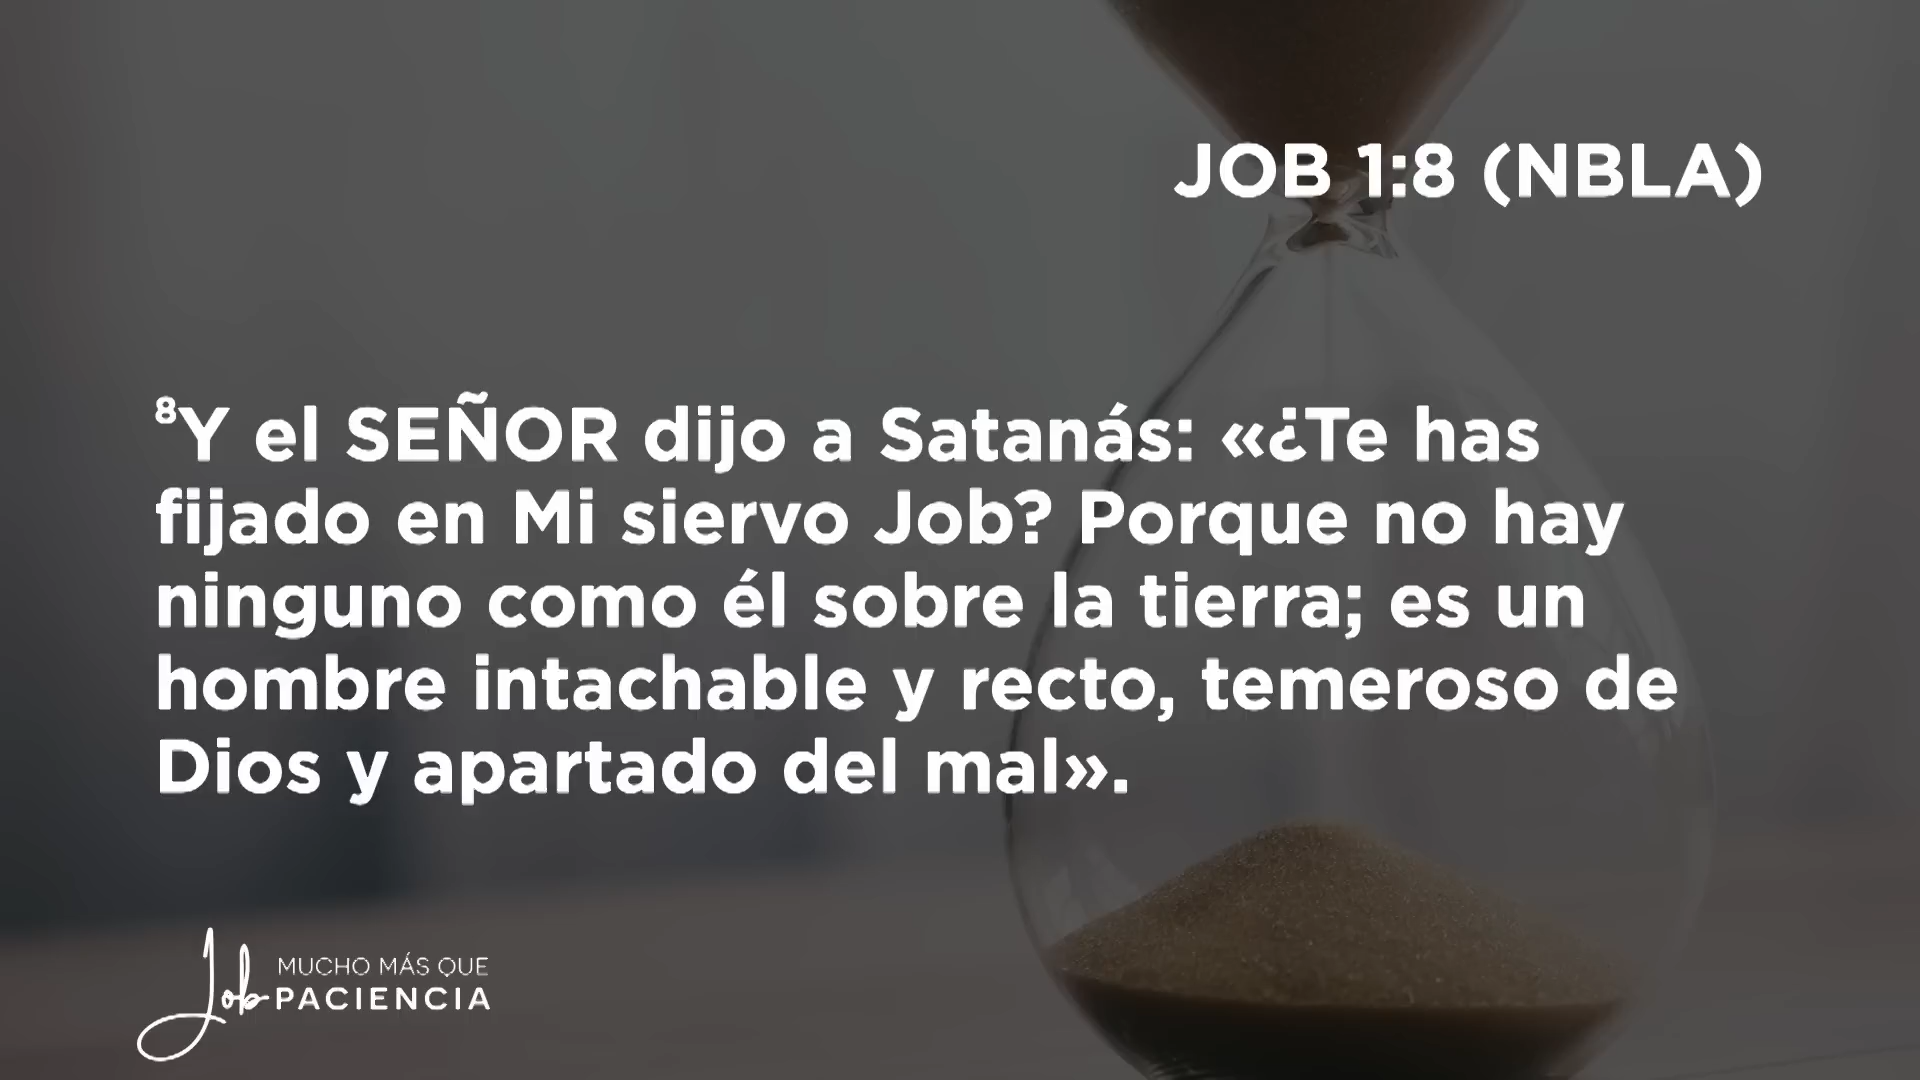 JOB 1:8 (NBLA)
⁸Y el SEÑOR dijo a Satanás: «¿Te has
fijado en Mi siervo Job? Porque no hay
ninguno como él sobre la tierra; es un
hombre intachable y recto, temeroso de
Dios y apartado del mal».
Job MUCHO MÁS QUE
PACIENCIA